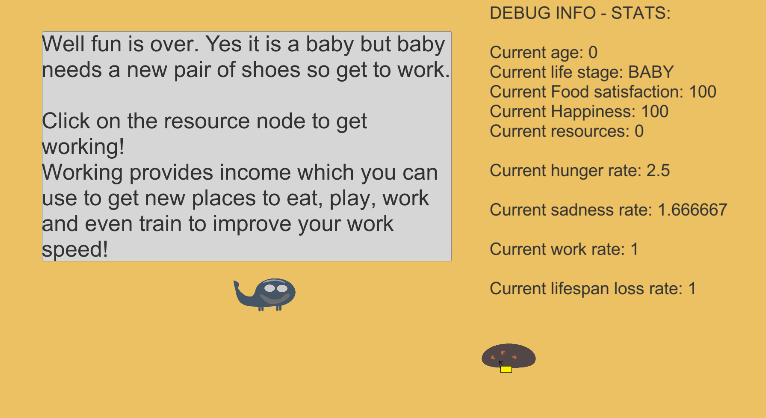 Well fun is over. Yes it is a baby but baby
needs a new pair of shoes so get to work.
Click on the resource node to get
working!
Working provides income which you can
use to get new places to eat, play, work
and even train to improve your work
speed!
DEBUG INFO - STATS:
Current age: 0
Current life stage: BABY
Current Food satisfaction: 100
Current Happiness: 100
Current resources: 0
Current hunger rate: 2.5
Current sadness rate: 1.666667
Current work rate: 1
Current lifespan loss rate: 1